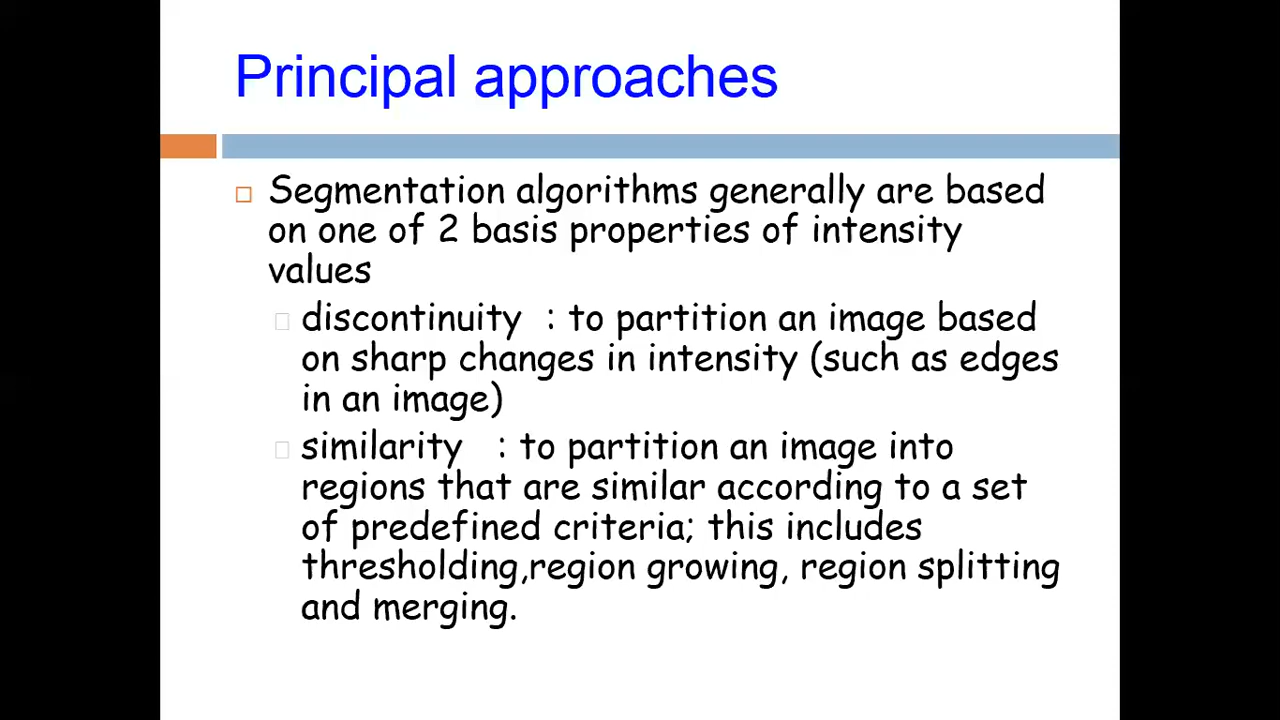 Principal approaches
Segmentation algorithms generally are based
on one of 2 basis properties of intensity
values
discontinuity : to partition an image based
on sharp changes in intensity (such as edges
in an image)
similarity : to partition an image into
regions that are similar according to a set
of predefined criteria; this includes
thresholding,region growing, region splitting
and merging.